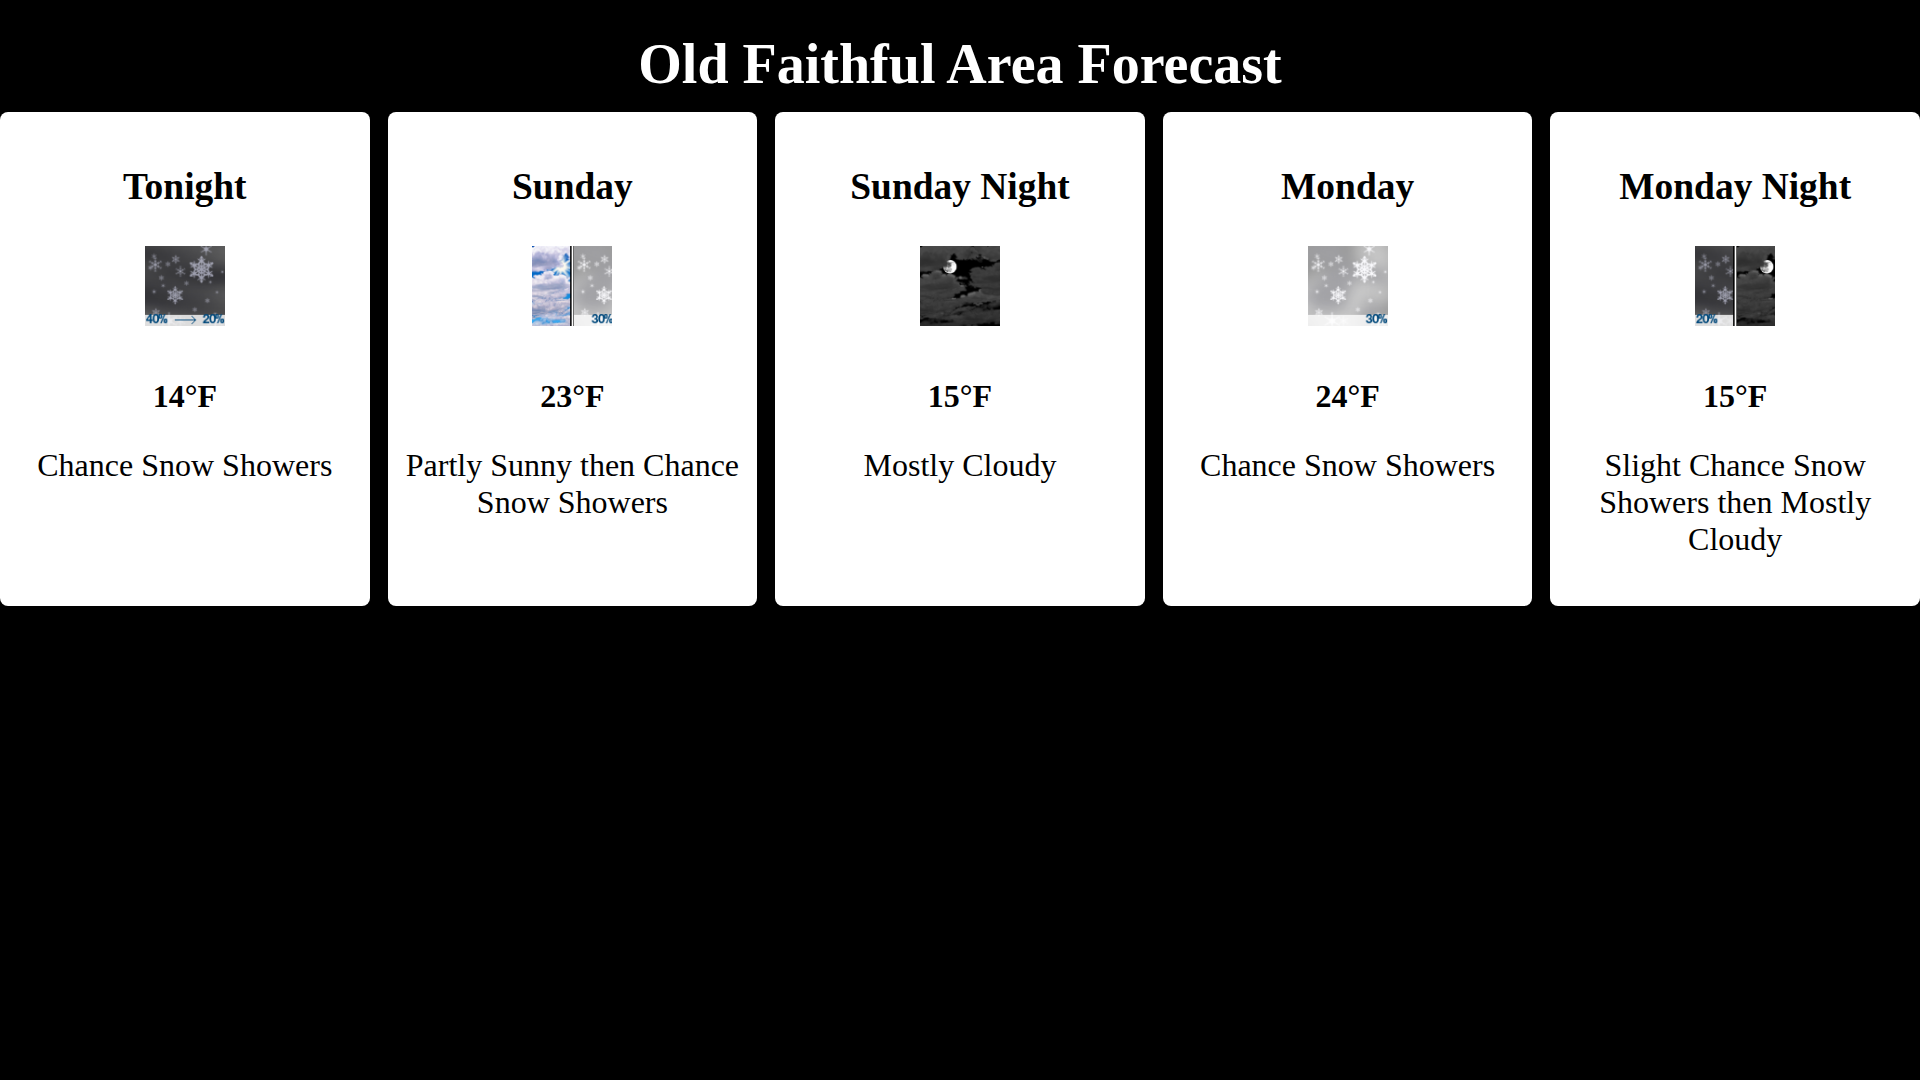 Old Faithful Area Forecast
Tonight
40% → 20%
14°F
Chance Snow Showers
Sunday
30%
23°F
Partly Sunny then Chance
Snow Showers
Sunday Night
15°F
Mostly Cloudy
Monday
30%
24°F
Chance Snow Showers
Monday Night
20%
15°F
Slight Chance Snow
Showers then Mostly
Cloudy